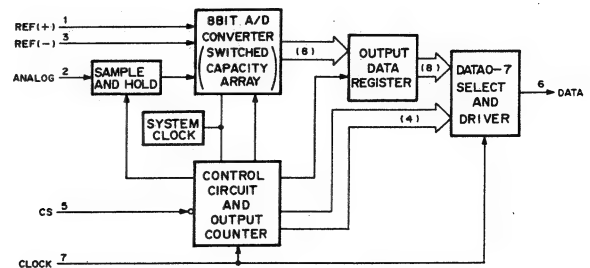 REF(+) 1
REF(-) 3
ANALOG 2
SAMPLE
AND HOLD
8BIT A/D
CONVERTER
(SWITCHED
CAPACITY
ARRAY)
(8)
OUTPUT
DATA
REGISTER
(8)
DATA0-7
SELECT
AND
DRIVER
6 DATA
SYSTEM
CLOCK
(4)
CONTROL
CIRCUIT
AND
OUTPUT
COUNTER
CS 5
CLOCK 7